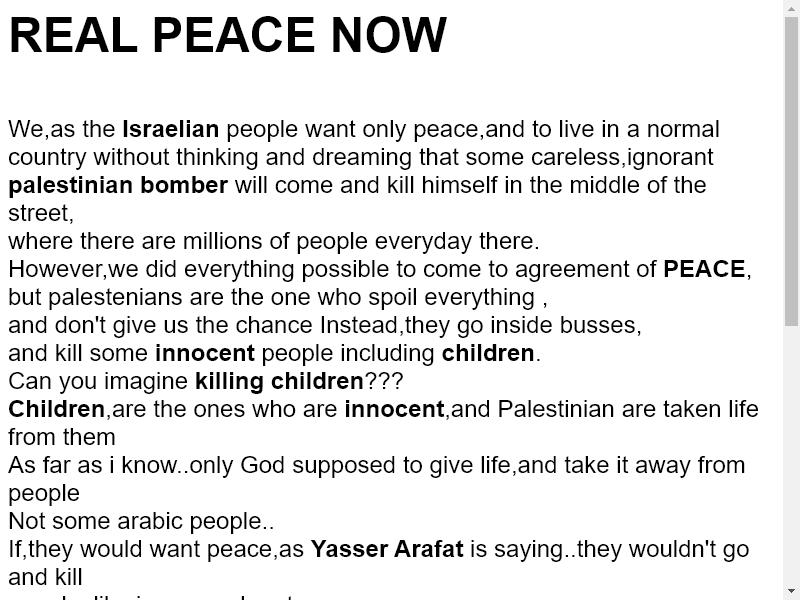 REAL PEACE NOW
We,as the Israelian people want only peace,and to live in a normal
country without thinking and dreaming that some careless,ignorant
palestinian bomber will come and kill himself in the middle of the
street,
where there are millions of people everyday there.
However,we did everything possible to come to agreement of PEACE,
but palestenians are the one who spoil everything ,
and don't give us the chance Instead,they go inside busses,
and kill some innocent people including children.
Can you imagine killing children???
Children,are the ones who are innocent,and Palestinian are taken life
from them
As far as i know..only God supposed to give life,and take it away from
people
Not some arabic people..
If,they would want peace,as Yasser Arafat is saying..they wouldn't go
and kill